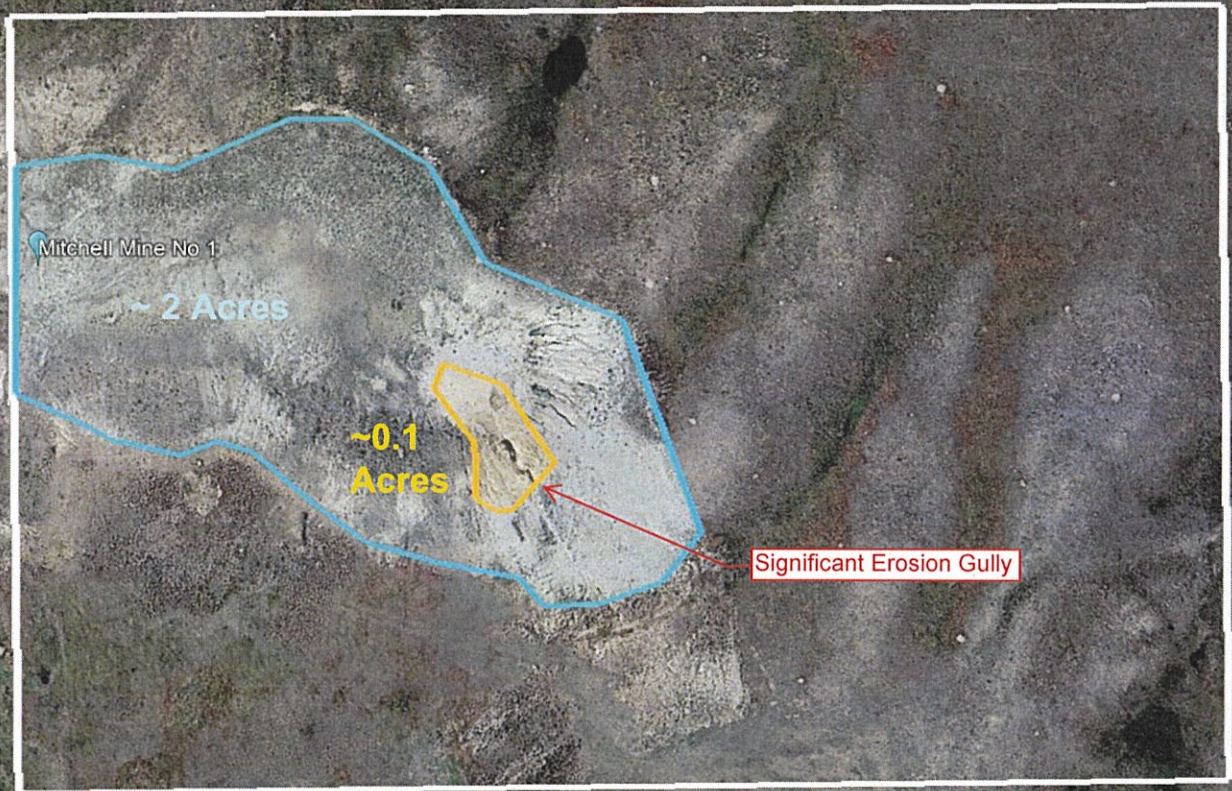 Mitchell Mine No 1
~ 2 Acres
~0.1
Acres
Significant Erosion Gully